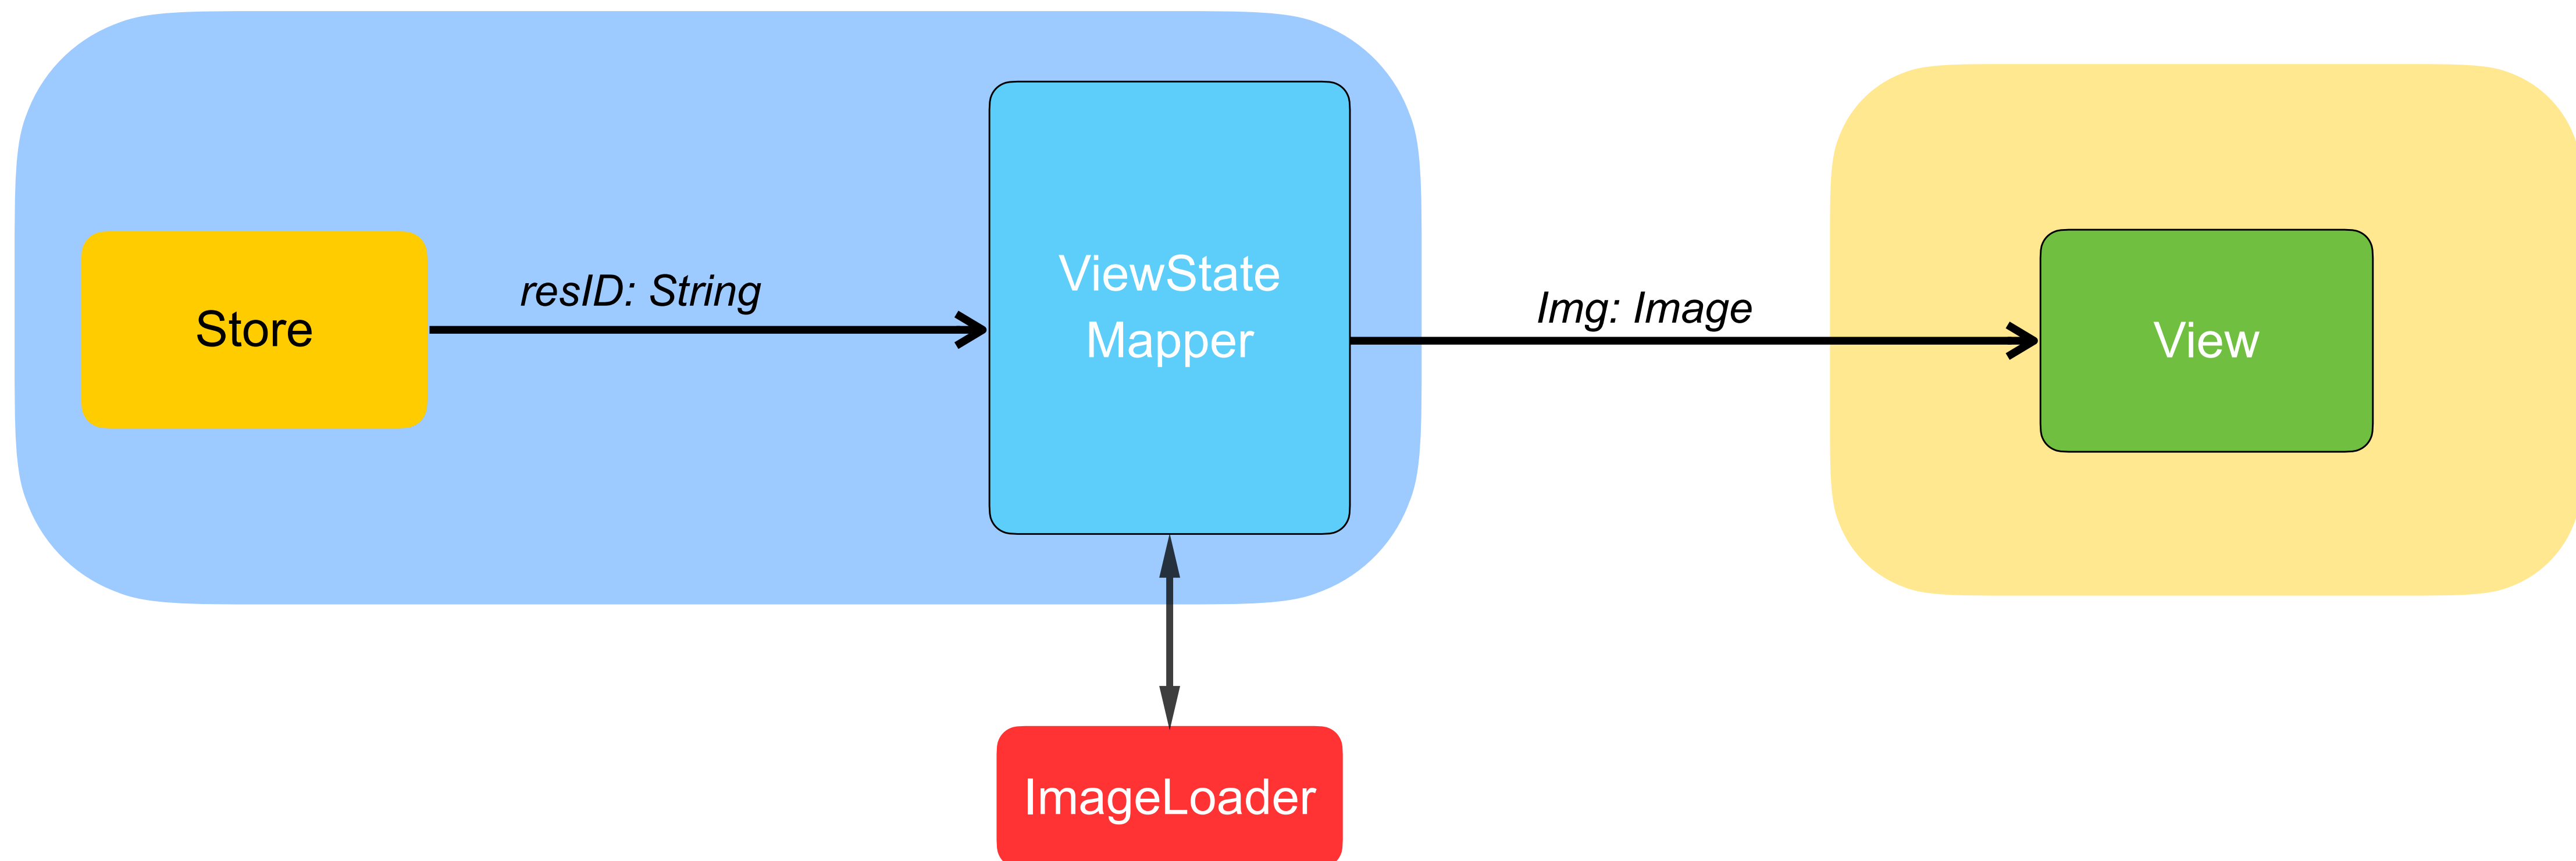 Store
resID: String
ViewState
Mapper
Img: Image
View
ImageLoader